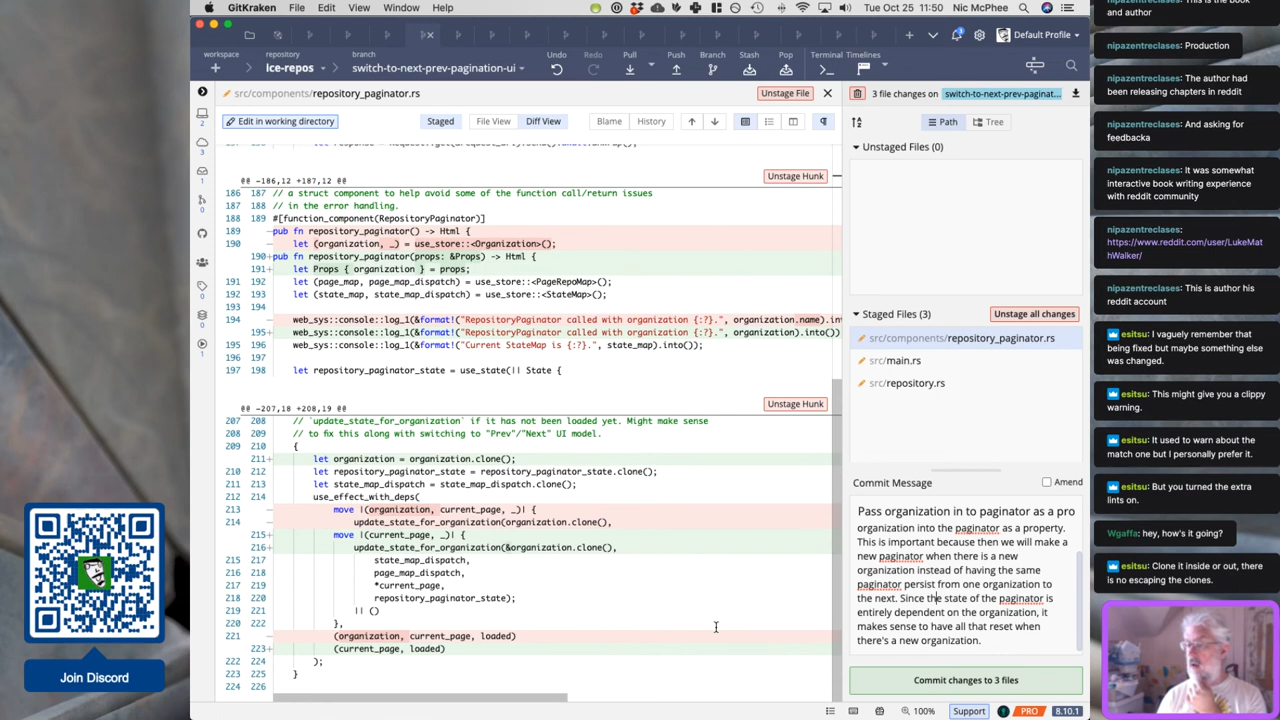 GitKraken File Edit View Window Help
Tue Oct 25 11:50 Nic McPhee
workspace
repository
lce-repos
branch
switch-to-next-prev-pagination-ui
Undo
Redo
Pull
Push
Branch
Stash
Pop
Terminal
Timelines
Default Profile
src/components/repository_paginator.rs
Unstage File
Edit in working directory
Staged File View Diff View Blame History
@@ -186,12 +187,12 @@
Unstage Hunk
186 187 // a struct component to help avoid some of the function call/return issues
187 188 // in the error handling.
188 189 #[function_component(RepositoryPaginator)]
189 – pub fn repository_paginator() -> Html {
190 – let (organization, _) = use_store::<Organization>();
190+ pub fn repository_paginator(props: &Props) -> Html {
191+ let Props { organization } = props;
191 192 let (page_map, page_map_dispatch) = use_store::<PageRepoMap>();
192 193 let (state_map, state_map_dispatch) = use_store::<StateMap>();
193 194
194 – web_sys::console::log_1(&format!("RepositoryPaginator called with organization {:?}.", organization.name).int
195+ web_sys::console::log_1(&format!("RepositoryPaginator called with organization {:?}.", organization).into())
195 196 web_sys::console::log_1(&format!("Current StateMap is {:?}.", state_map).into());
196 197
197 198 let repository_paginator_state = use_state(|| State {
@@ -207,18 +208,19 @@
Unstage Hunk
207 208 // `update_state_for_organization` if it has not been loaded yet. Might make sense
208 209 // to fix this along with switching to "Prev"/"Next" UI model.
209 210 {
211+ let organization = organization.clone();
210 212 let repository_paginator_state = repository_paginator_state.clone();
211 213 let state_map_dispatch = state_map_dispatch.clone();
212 214 use_effect_with_deps(
213 – move |(organization, current_page, _)| {
214 – update_state_for_organization(organization.clone(),
215+ move |(current_page, _)| {
216+ update_state_for_organization(&organization.clone(),
215 217 state_map_dispatch,
216 218 page_map_dispatch,
217 219 *current_page,
218 220 repository_paginator_state);
219 221 || ()
220 222 },
221 – (organization, current_page, loaded)
223+ (current_page, loaded)
222 224 );
223 225 }
224 226
3 file changes on switch-to-next-prev-paginat...
Path Tree
Unstaged Files (0)
Staged Files (3)
Unstage all changes
src/components/repository_paginator.rs
src/main.rs
src/repository.rs
Commit Message
Amend
Pass organization in to paginator as a pro
organization into the paginator as a property.
This is important because then we will make a
new paginator when there is a new
organization instead of having the same
paginator persist from one organization to
the next. Since the state of the paginator is
entirely dependent on the organization, it
makes sense to have all that reset when
there's a new organization.
Commit changes to 3 files
100% Support PRO 8.10.1
and author
nipazentreclases: Production
nipazentreclases: The author had
been releasing chapters in reddit
nipazentreclases: And asking for
feedbacka
nipazentreclases: It was somewhat
interactive book writing experience
with reddit community
nipazentreclases:
https://www.reddit.com/user/LukeMat
hWalker/
nipazentreclases: This is author his
reddit account
esitsu: I vaguely remember that
being fixed but maybe something else
was changed.
esitsu: This might give you a clippy
warning.
esitsu: It used to warn about the
match one but I personally prefer it.
esitsu: But you turned the extra
lints on.
Wgaffa: hey, how's it going?
esitsu: Clone it inside or out, there
is no escaping the clones.
Join Discord